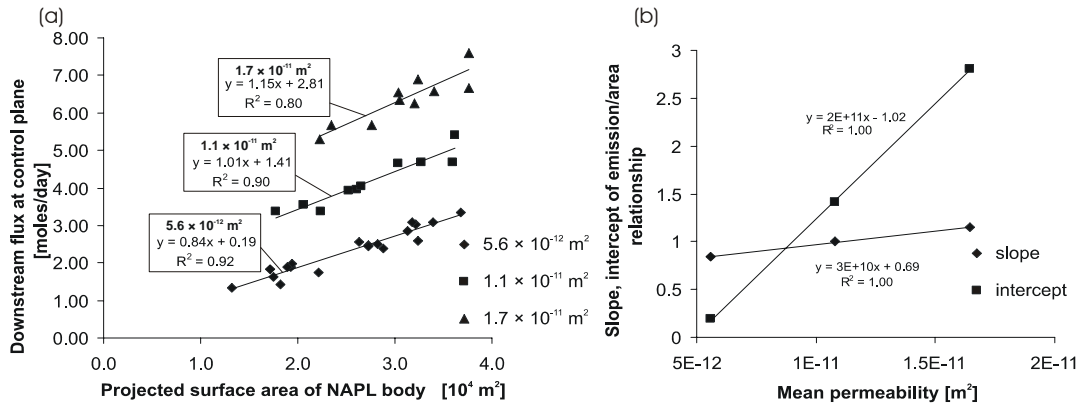 (a)
Downstream flux at control plane
[moles/day]
8.00
7.00
6.00
5.00
4.00
3.00
2.00
1.00
0.00
1.7 × 10⁻¹¹ m²
y = 1.15x + 2.81
R² = 0.80
1.1 × 10⁻¹¹ m²
y = 1.01x + 1.41
R² = 0.90
5.6 × 10⁻¹² m²
y = 0.84x + 0.19
R² = 0.92
5.6 × 10⁻¹² m²
1.1 × 10⁻¹¹ m²
1.7 × 10⁻¹¹ m²
0.0
1.0
2.0
3.0
4.0
Projected surface area of NAPL body [10⁴ m²]
(b)
Slope, intercept of emission/area
relationship
3
2.5
2
1.5
1
0.5
0
y = 2E+11x - 1.02
R² = 1.00
y = 3E+10x + 0.69
R² = 1.00
slope
intercept
5E-12
1E-11
1.5E-11
2E-11
Mean permeability [m²]